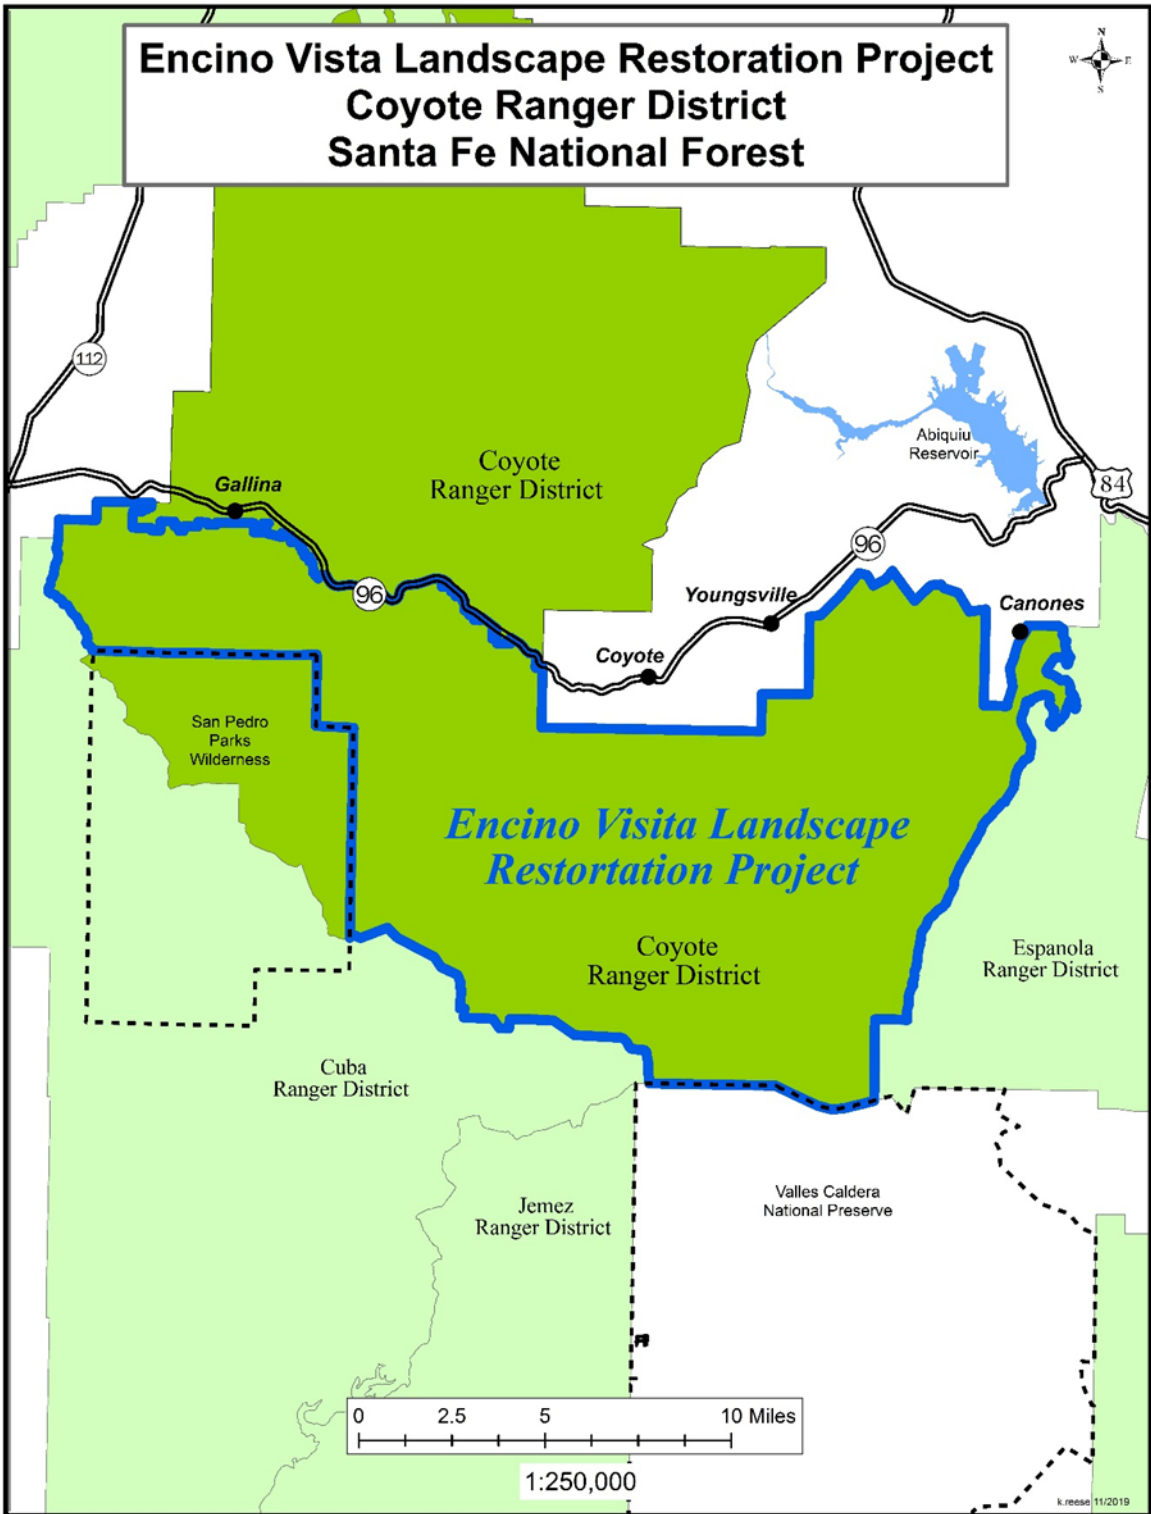 Encino Vista Landscape Restoration Project
Coyote Ranger District
Santa Fe National Forest
N
W
E
S
112
Abiquiu
Reservoir
Coyote
Ranger District
Gallina
84
96
96
Youngsville
Canones
Coyote
San Pedro
Parks
Wilderness
Encino Visita Landscape
Restortation Project
Coyote
Ranger District
Espanola
Ranger District
Cuba
Ranger District
Valles Caldera
National Preserve
Jemez
Ranger District
0 2.5 5 10 Miles
1:250,000
k.reese 11/2019